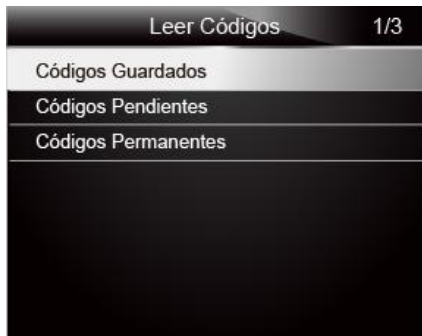 Leer Códigos 1/3
Códigos Guardados
Códigos Pendientes
Códigos Permanentes